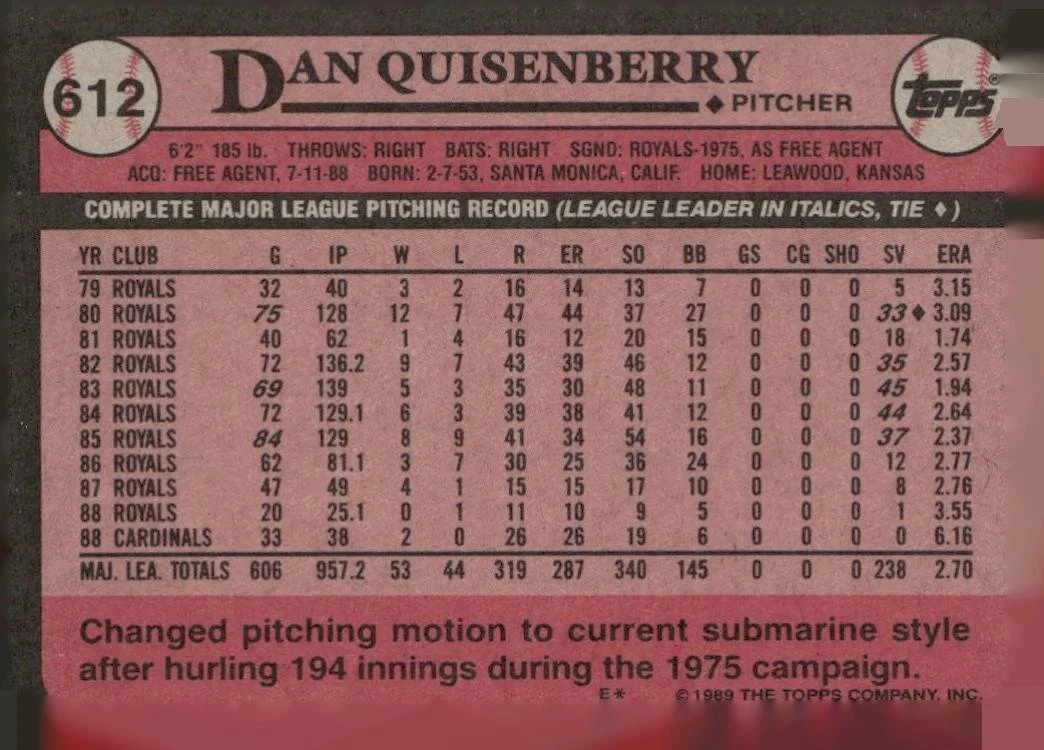 612
DAN QUISENBERRY
♦ PITCHER
topps®
6'2" 185 lb. THROWS: RIGHT BATS: RIGHT SGND: ROYALS-1975, AS FREE AGENT
ACQ: FREE AGENT, 7-11-88 BORN: 2-7-53, SANTA MONICA, CALIF. HOME: LEAWOOD, KANSAS
COMPLETE MAJOR LEAGUE PITCHING RECORD (LEAGUE LEADER IN ITALICS, TIE ♦)
YR CLUB G IP W L R ER SO BB GS CG SHO SV ERA
79 ROYALS 32 40 3 2 16 14 13 7 0 0 0 5 3.15
80 ROYALS 75 128 12 7 47 44 37 27 0 0 0 33♦ 3.09
81 ROYALS 40 62 1 4 16 12 20 15 0 0 0 18 1.74
82 ROYALS 72 136.2 9 7 43 39 46 12 0 0 0 35 2.57
83 ROYALS 69 139 5 3 35 30 48 11 0 0 0 45 1.94
84 ROYALS 72 129.1 6 3 39 38 41 12 0 0 0 44 2.64
85 ROYALS 84 129 8 9 41 34 54 16 0 0 0 37 2.37
86 ROYALS 62 81.1 3 7 30 25 36 24 0 0 0 12 2.77
87 ROYALS 47 49 4 1 15 15 17 10 0 0 0 8 2.76
88 ROYALS 20 25.1 0 1 11 10 9 5 0 0 0 1 3.55
88 CARDINALS 33 38 2 0 26 26 19 6 0 0 0 0 6.16
MAJ. LEA. TOTALS 606 957.2 53 44 319 287 340 145 0 0 0 238 2.70
Changed pitching motion to current submarine style
after hurling 194 innings during the 1975 campaign.
E* ©1989 THE TOPPS COMPANY, INC.